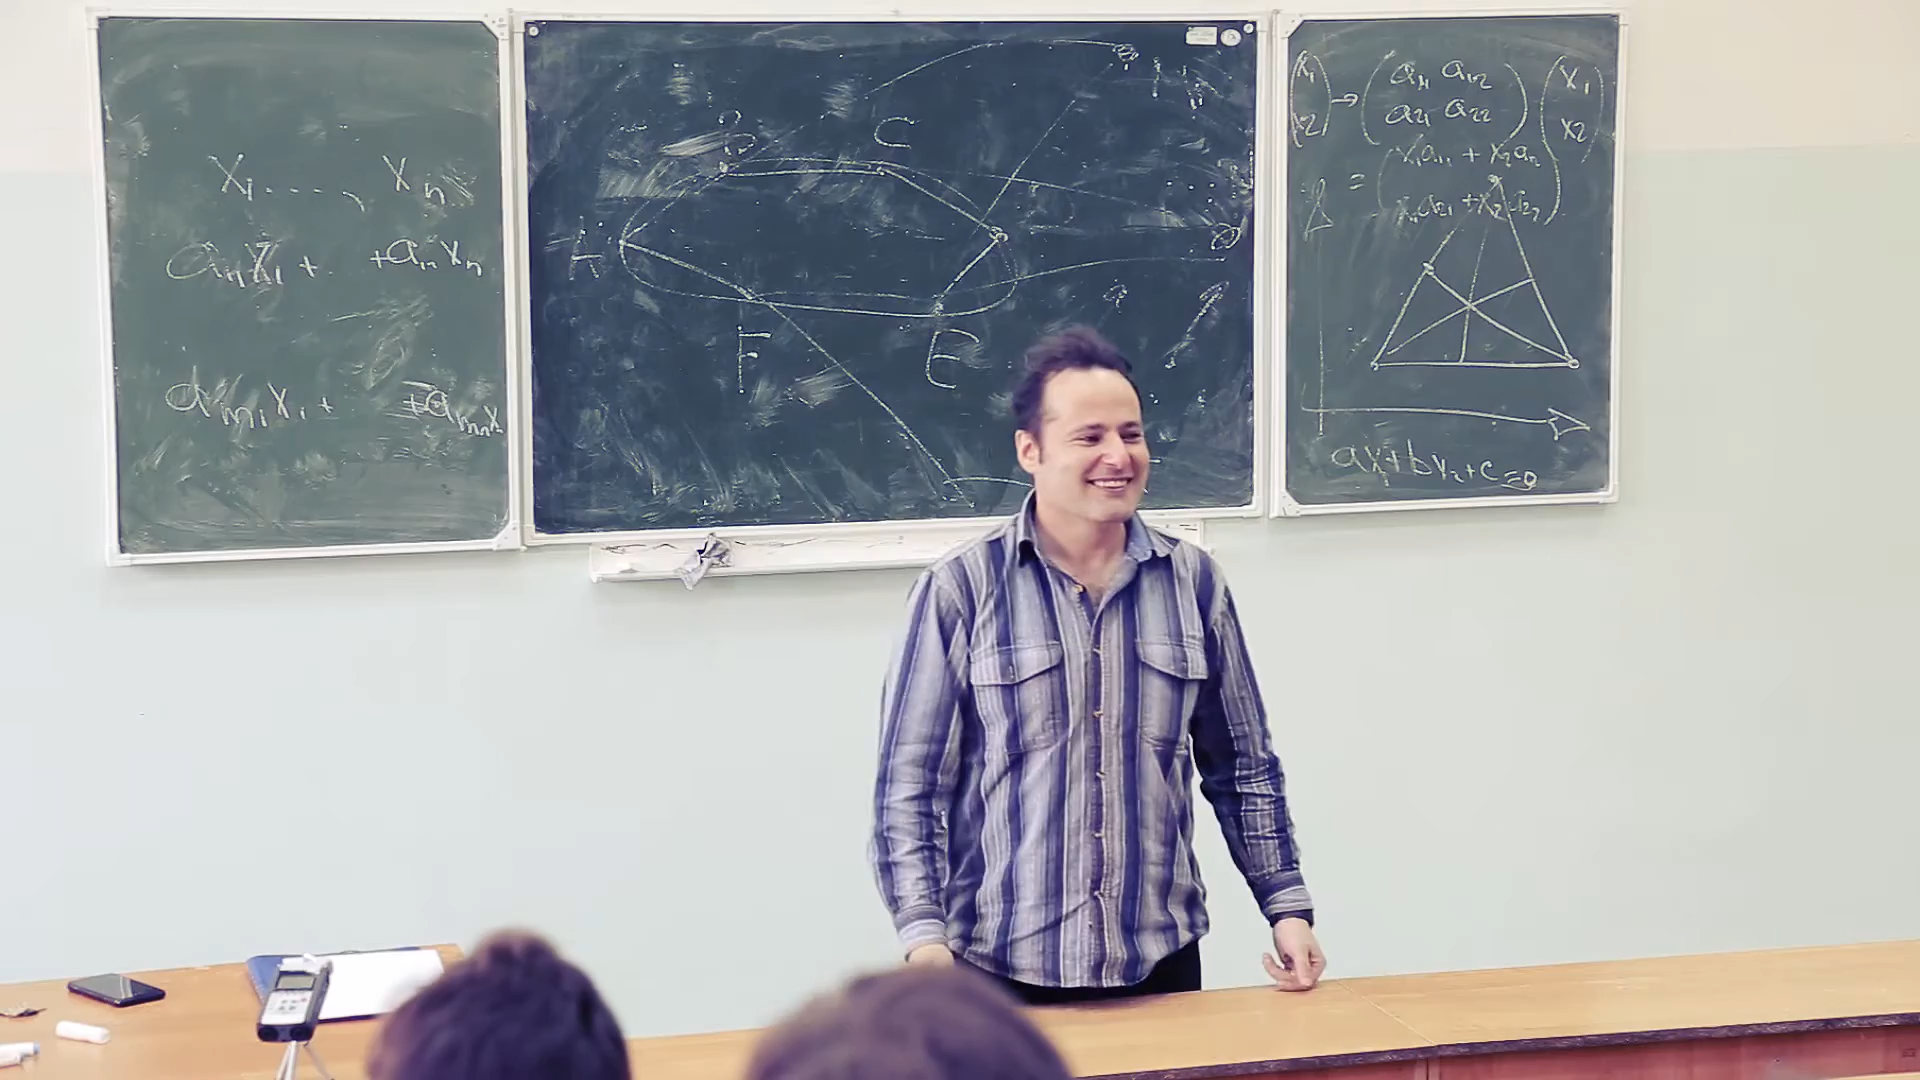 x₁ . . . . , xₙ
a₁₁x₁ + +a₁ₙxₙ
aₘ₁x₁ + +aₘₙx
B
C
A
F
E
(x₁ x₂) → (a₁₁ a₁₂ a₂₁ a₂₂) (x₁ x₂)
= (x₁a₁₁ + x₂a₁₂
x₁a₂₁ + x₂a₂₂)
ax₁+bx₂+c=0